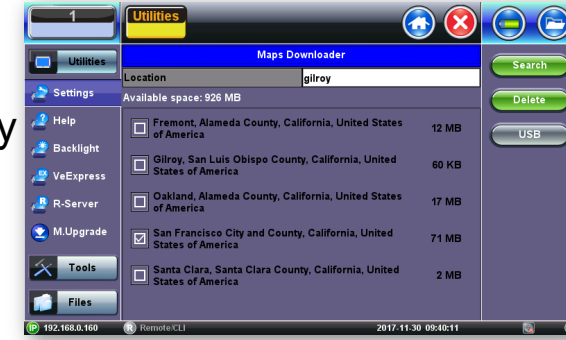 y
1
Utilities
Utilities
Settings
Help
Backlight
VeExpress
R-Server
M.Upgrade
Tools
Files
Maps Downloader
Location
gilroy
Available space: 926 MB
Fremont, Alameda County, California, United States
of America
12 MB
Gilroy, San Luis Obispo County, California, United
States of America
60 KB
Oakland, Alameda County, California, United States
of America
17 MB
San Francisco City and County, California, United
States of America
71 MB
Santa Clara, Santa Clara County, California, United
States of America
2 MB
Search
Delete
USB
IP 192.168.0.160
R Remote/CLI
2017-11-30 09:40:11